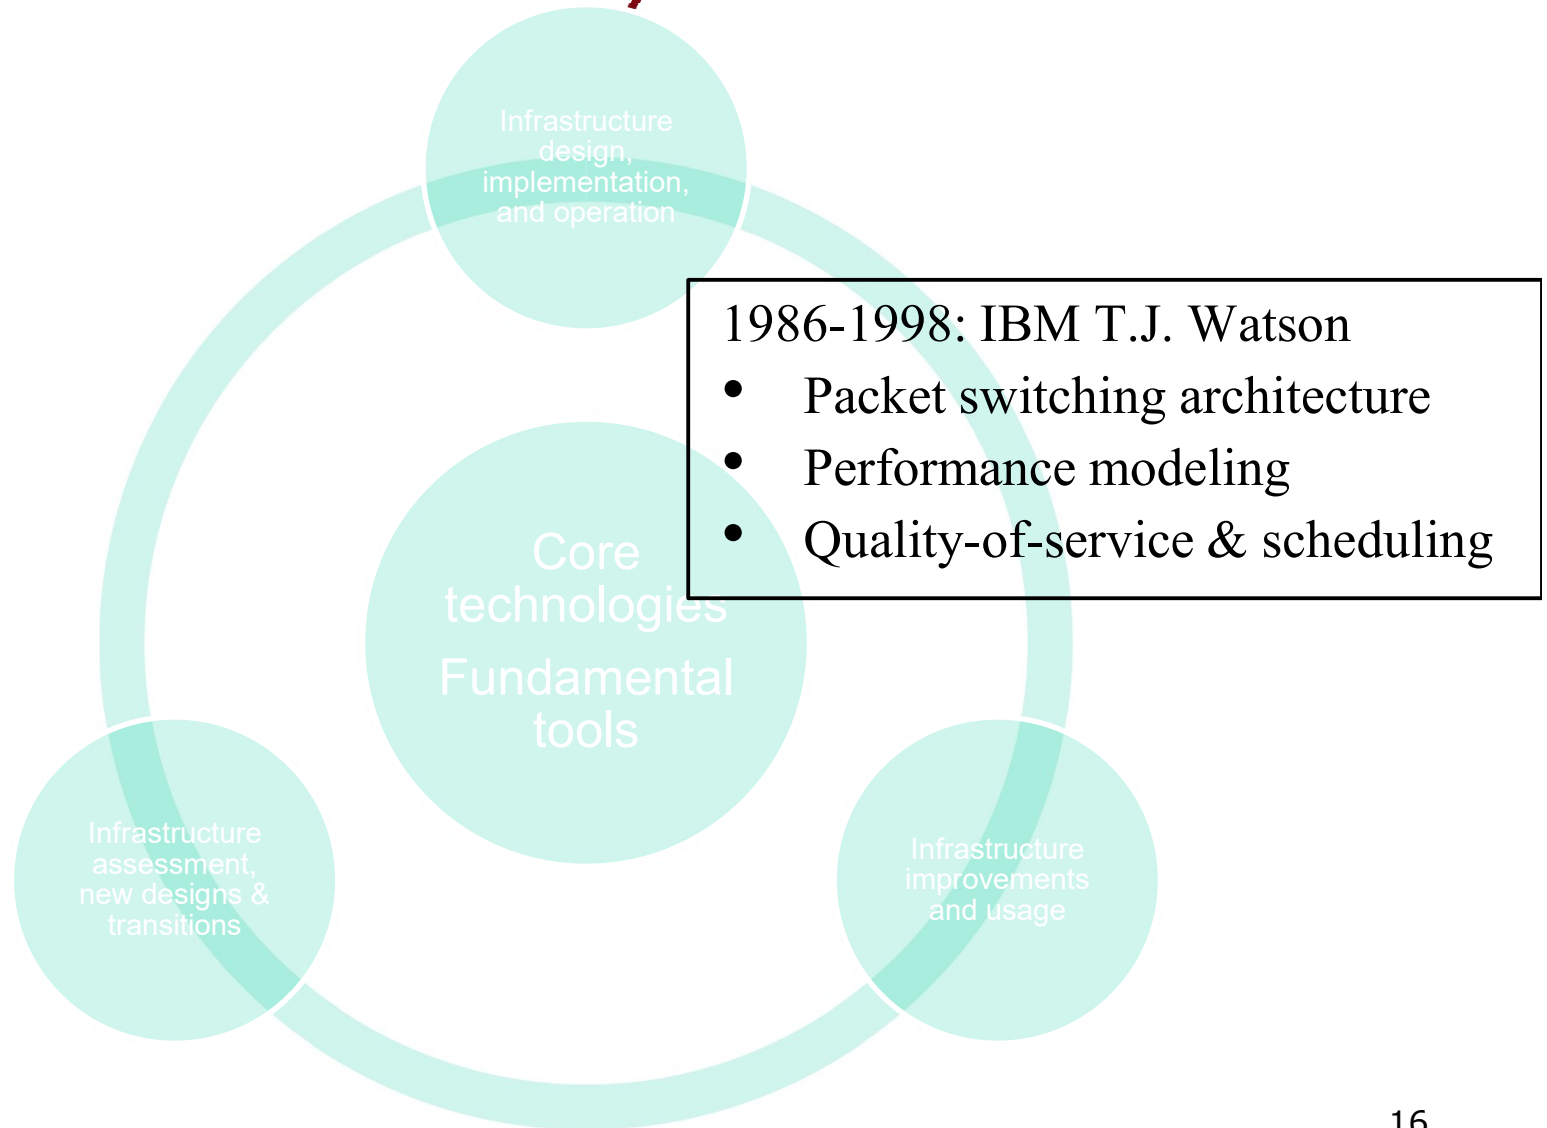 Infrastructure
design,
implementation,
and operation
1986-1998: IBM T.J. Watson
• Packet switching architecture
• Performance modeling
• Quality-of-service & scheduling
Core
technologies
Fundamental
tools
Infrastructure
assessment,
new designs &
transitions
Infrastructure
improvements
and usage
16